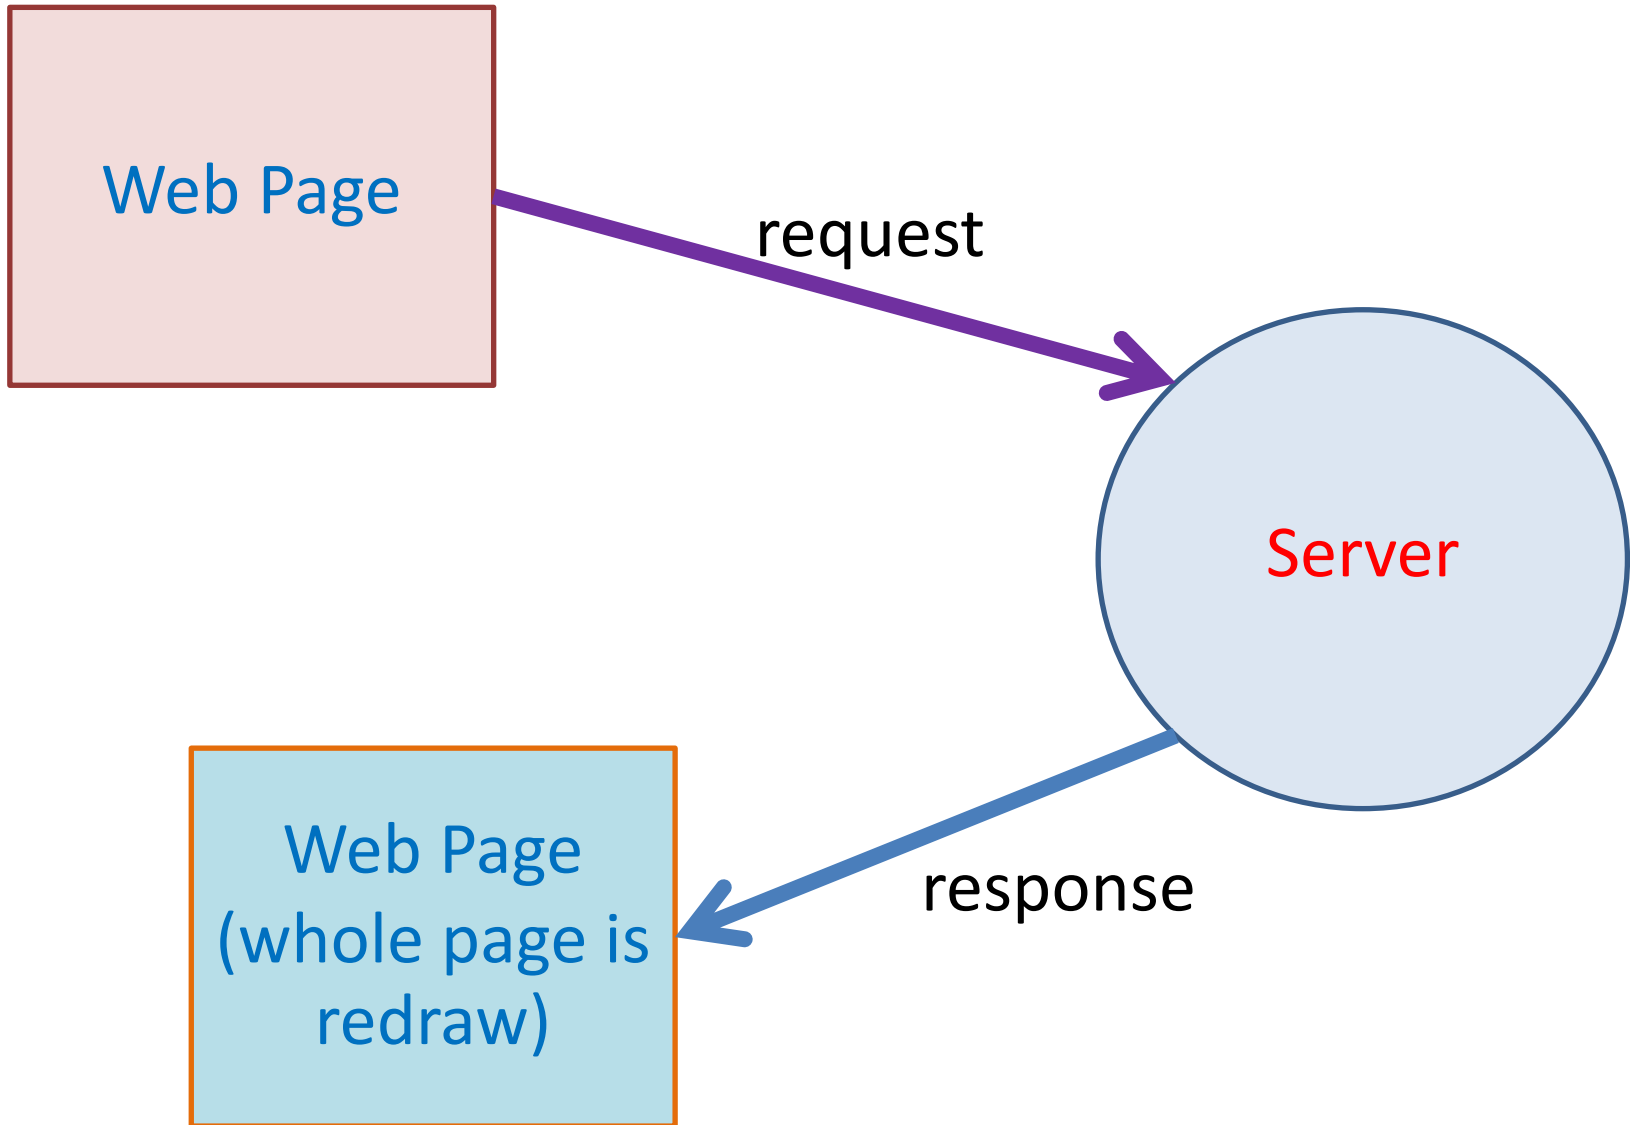 Web Page
request
Server
response
Web Page
(whole page is
redraw)